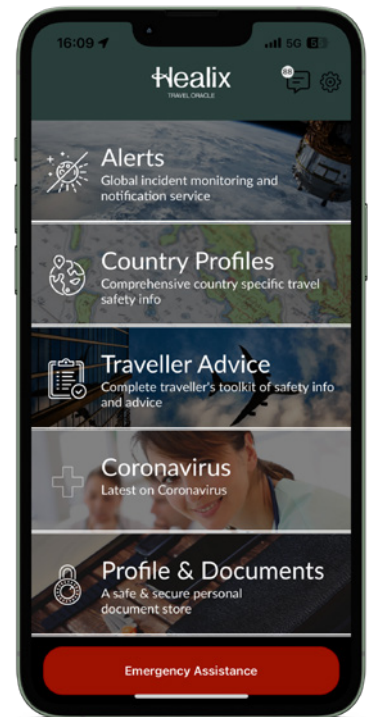 16:09
5G
Healix
TRAVEL ORACLE
88
Alerts
Global incident monitoring and
notification service
Country Profiles
Comprehensive country specific travel
safety info
Traveller Advice
Complete traveller's toolkit of safety info
and advice
Coronavirus
Latest on Coronavirus
Profile & Documents
A safe & secure personal
document store
Emergency Assistance